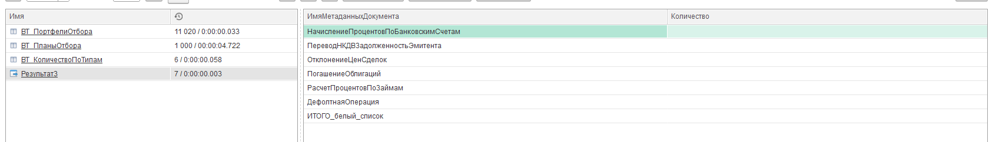 Имя
ВТ_ПортфелиОтбора 11 020 / 0:00:00.033
ВТ_ПланыОтбора 1 000 / 00:00:04.722
ВТ_КоличествоПоТипам 6 / 0:00:00.058
Результат3 7 / 0:00:00.003
ИмяМетаданныхДокумента Количество
НачислениеПроцентовПоБанковскимСчетам
ПереводНКДВЗадолженностьЭмитента
ОтклонениеЦенСделок
ПогашениеОблигаций
РасчетПроцентовПоЗаймам
ДефолтнаяОперация
ИТОГО_белый_список